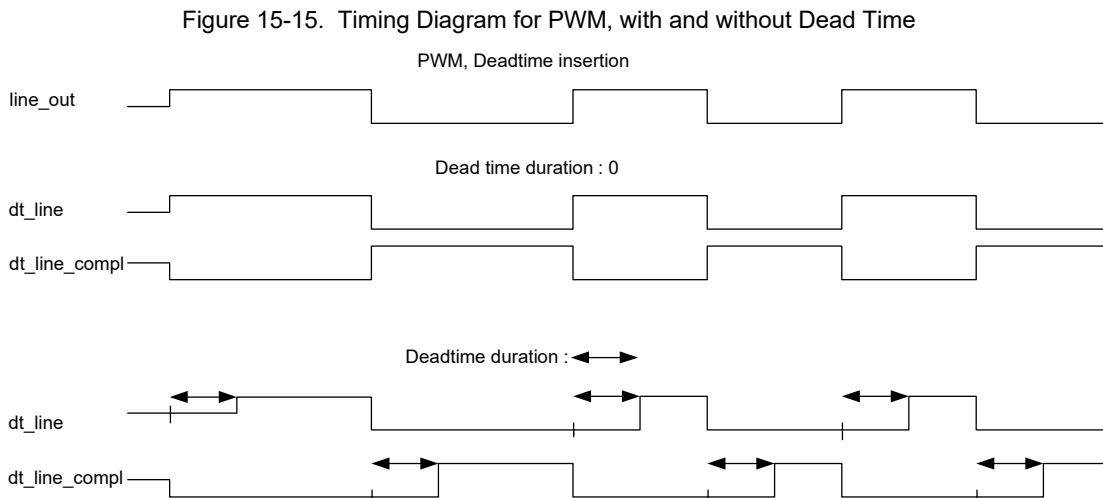 Figure 15-15. Timing Diagram for PWM, with and without Dead Time
PWM, Deadtime insertion
line_out
Dead time duration : 0
dt_line
dt_line_compl
Deadtime duration :
dt_line
dt_line_compl